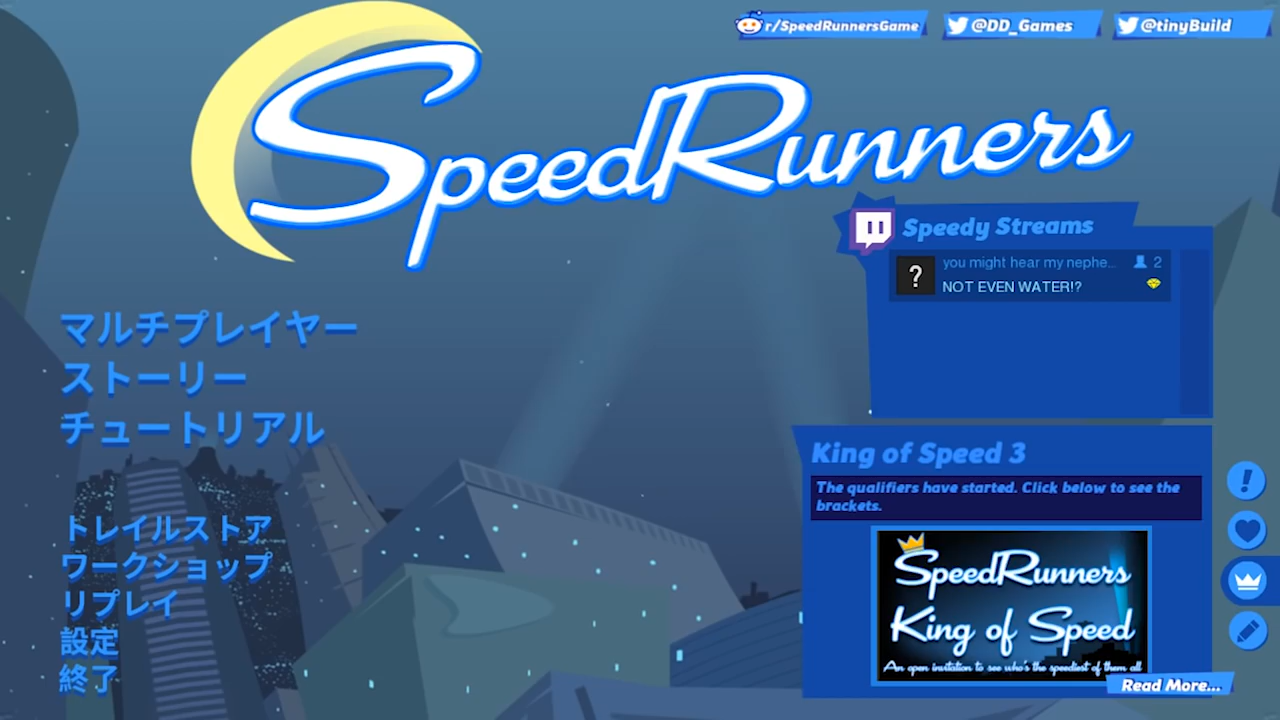 r/SpeedRunnersGame
@DD_Games
@tinyBuild
SpeedRunners
Speedy Streams
you might hear my nephe...
2
?
NOT EVEN WATER!?
マルチプレイヤー
ストーリー
チュートリアル
トレイルストア
ワークショップ
リプレイ
設定
終了
King of Speed 3
The qualifiers have started. Click below to see the
brackets.
SpeedRunners
King of Speed
An open invitation to see who's the speediest of them all
Read More...